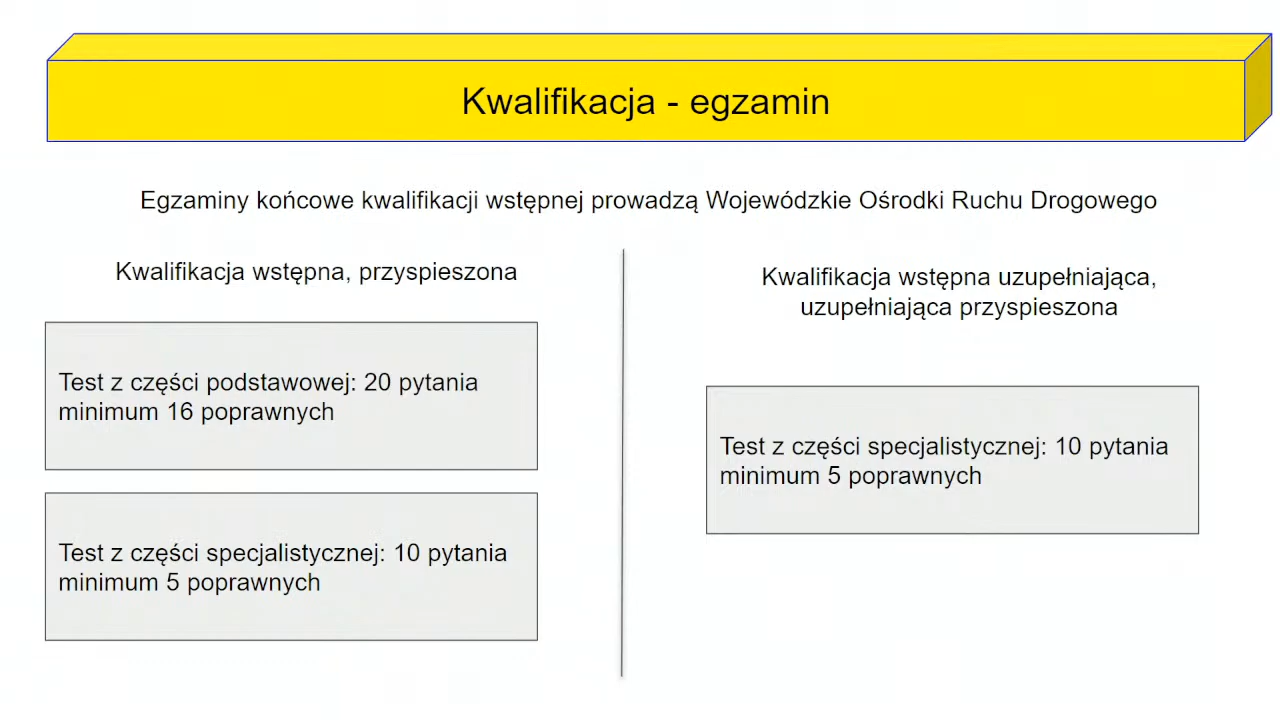 Kwalifikacja - egzamin
Egzaminy końcowe kwalifikacji wstępnej prowadzą Wojewódzkie Ośrodki Ruchu Drogowego
Kwalifikacja wstępna, przyspieszona
Test z części podstawowej: 20 pytania
minimum 16 poprawnych
Test z części specjalistycznej: 10 pytania
minimum 5 poprawnych
Kwalifikacja wstępna uzupełniająca,
uzupełniająca przyspieszona
Test z części specjalistycznej: 10 pytania
minimum 5 poprawnych